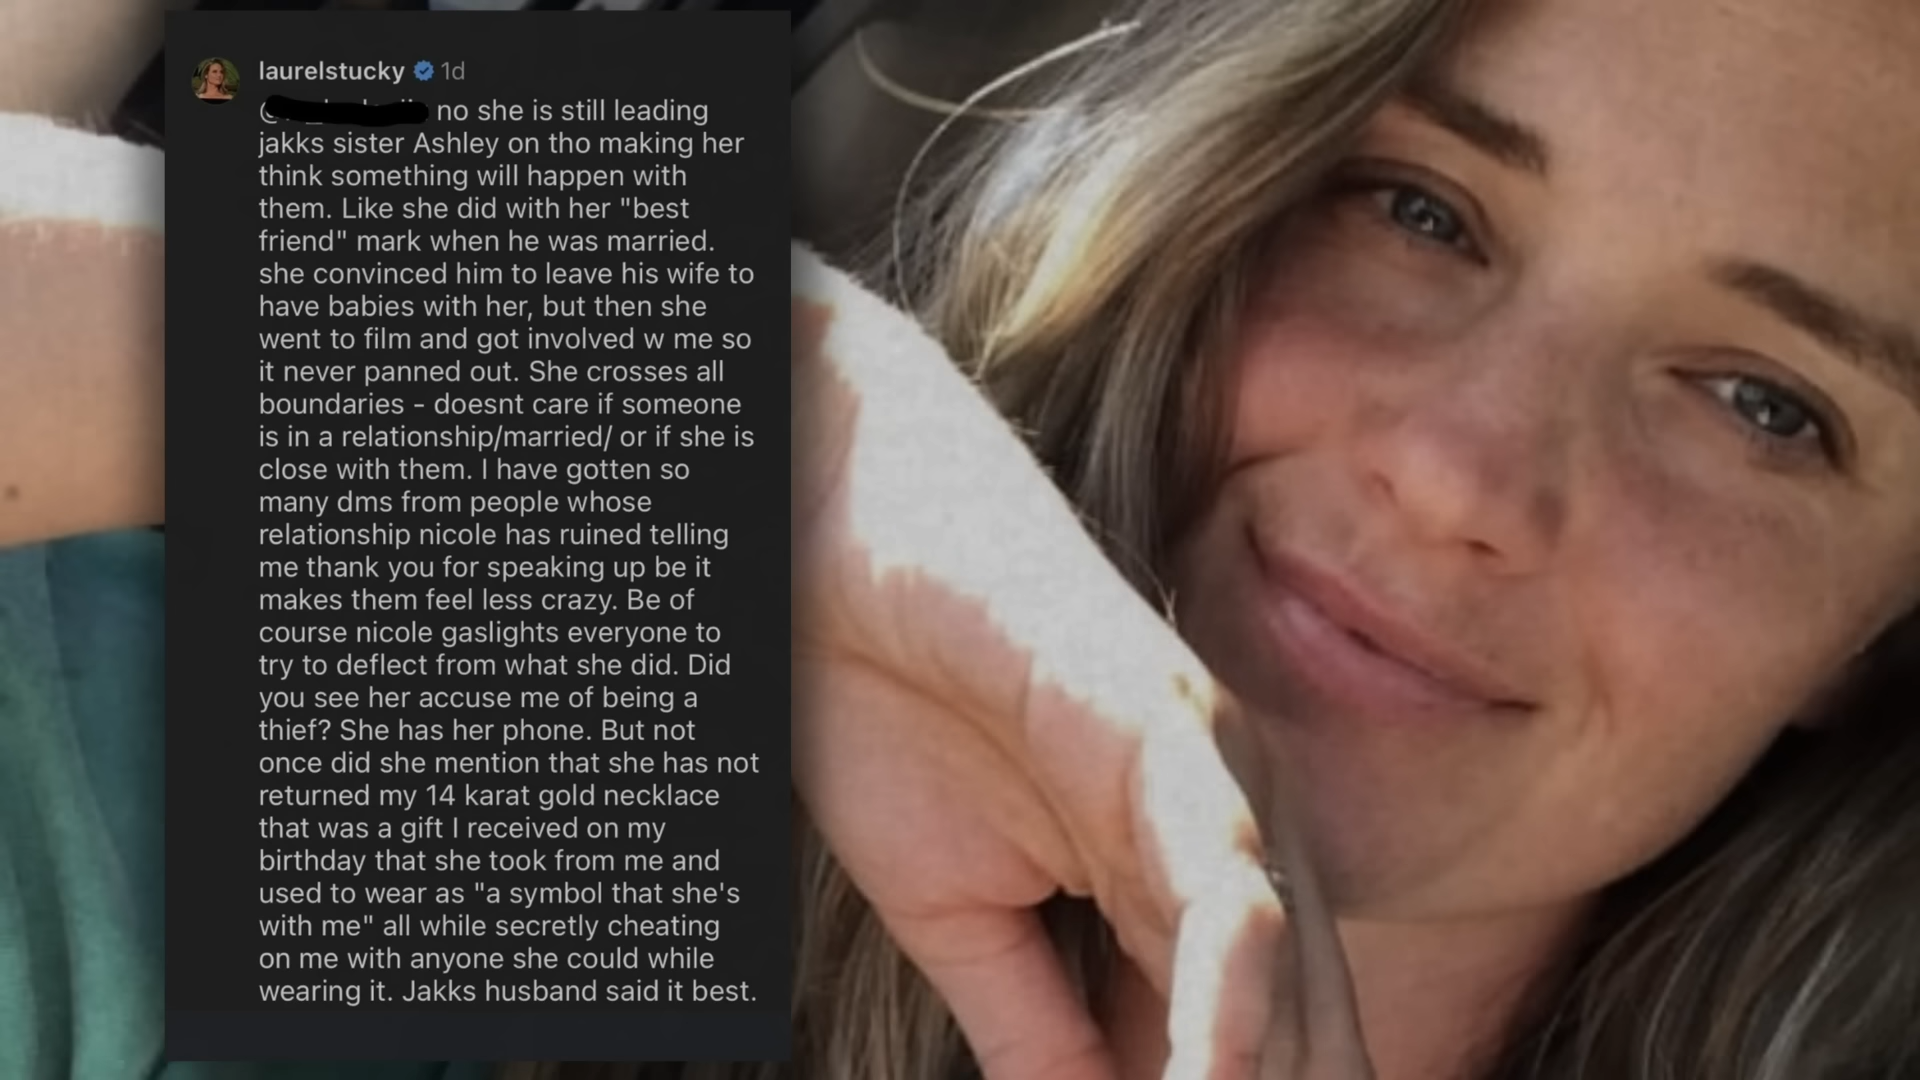 laurelstucky 1d
no she is still leading
jakks sister Ashley on tho making her
think something will happen with
them. Like she did with her "best
friend" mark when he was married.
she convinced him to leave his wife to
have babies with her, but then she
went to film and got involved w me so
it never panned out. She crosses all
boundaries - doesnt care if someone
is in a relationship/married/ or if she is
close with them. I have gotten so
many dms from people whose
relationship nicole has ruined telling
me thank you for speaking up be it
makes them feel less crazy. Be of
course nicole gaslights everyone to
try to deflect from what she did. Did
you see her accuse me of being a
thief? She has her phone. But not
once did she mention that she has not
returned my 14 karat gold necklace
that was a gift I received on my
birthday that she took from me and
used to wear as "a symbol that she's
with me" all while secretly cheating
on me with anyone she could while
wearing it. Jakks husband said it best.